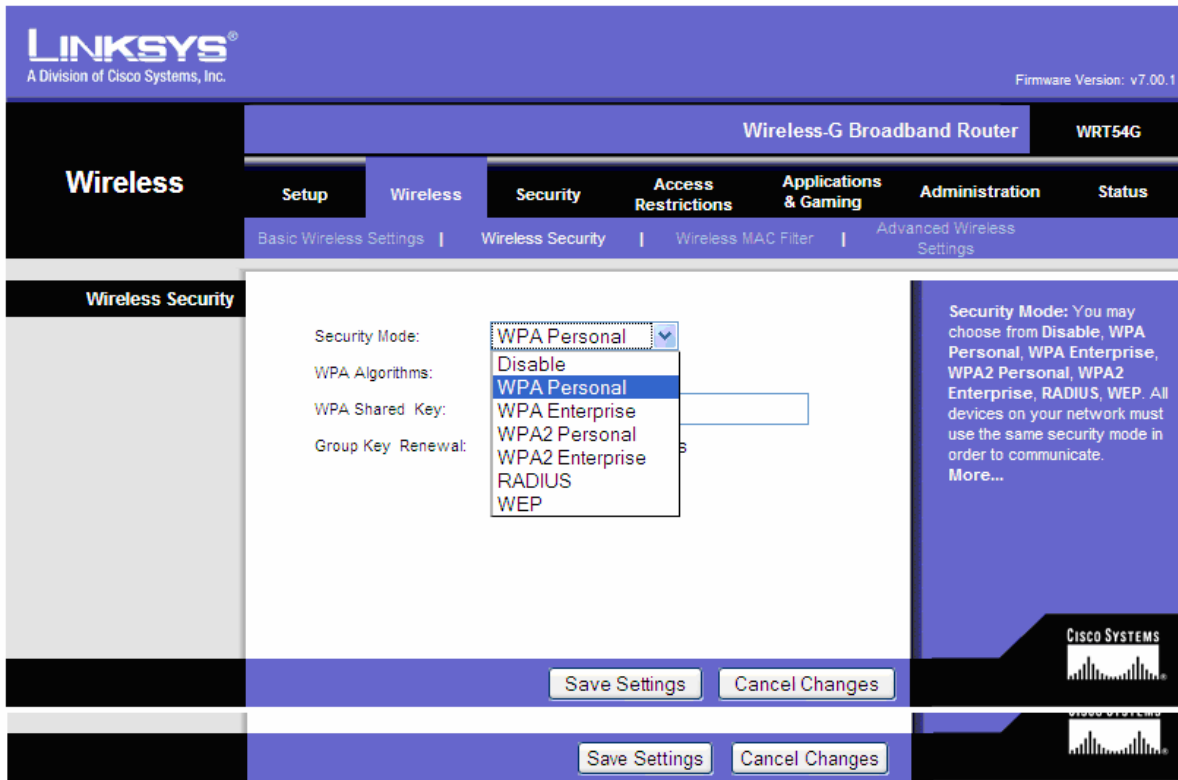 LINKSYS®
A Division of Cisco Systems, Inc.
Firmware Version: v7.00.1
Wireless-G Broadband Router
WRT54G
Wireless
Setup
Wireless
Security
Access Restrictions
Applications & Gaming
Administration
Status
Basic Wireless Settings |
Wireless Security |
Wireless MAC Filter |
Advanced Wireless Settings
Wireless Security
Security Mode:
WPA Personal
Disable
WPA Personal
WPA Enterprise
WPA2 Personal
WPA2 Enterprise
RADIUS
WEP
WPA Algorithms:
WPA Shared Key:
Group Key Renewal:
Security Mode: You may
choose from Disable, WPA
Personal, WPA Enterprise,
WPA2 Personal, WPA2
Enterprise, RADIUS, WEP. All
devices on your network must
use the same security mode in
order to communicate.
More...
CISCO SYSTEMS
®
Save Settings
Cancel Changes
®
Save Settings
Cancel Changes